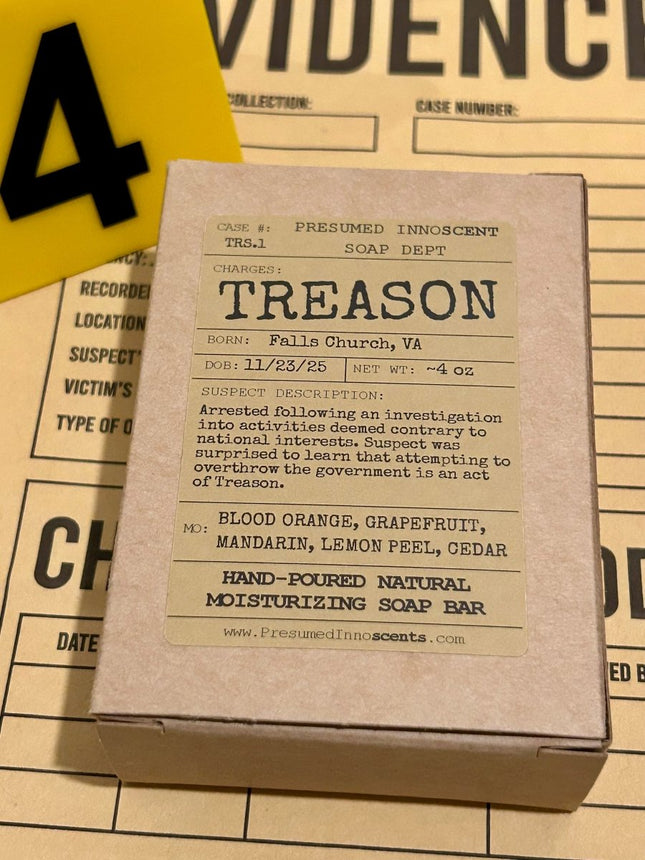 4
VIDENC
COLLECTION:
CASE NUMBER:
CY:
RECORDE
LOCATION
SUSPECT'
VICTIM'S
TYPE OF O
CH
OD
DATE
ED B
CASE #: PRESUMED INNOSCENT
TRS.1 SOAP DEPT
CHARGES:
TREASON
BORN: Falls Church, VA
DOB: 11/23/25 NET WT: ~4 oz
SUSPECT DESCRIPTION:
Arrested following an investigation
into activities deemed contrary to
national interests. Suspect was
surprised to learn that attempting to
overthrow the government is an act
of Treason.
MO: BLOOD ORANGE, GRAPEFRUIT,
MANDARIN, LEMON PEEL, CEDAR
HAND-POURED NATURAL
MOISTURIZING SOAP BAR
www.PresumedInnoscents.com